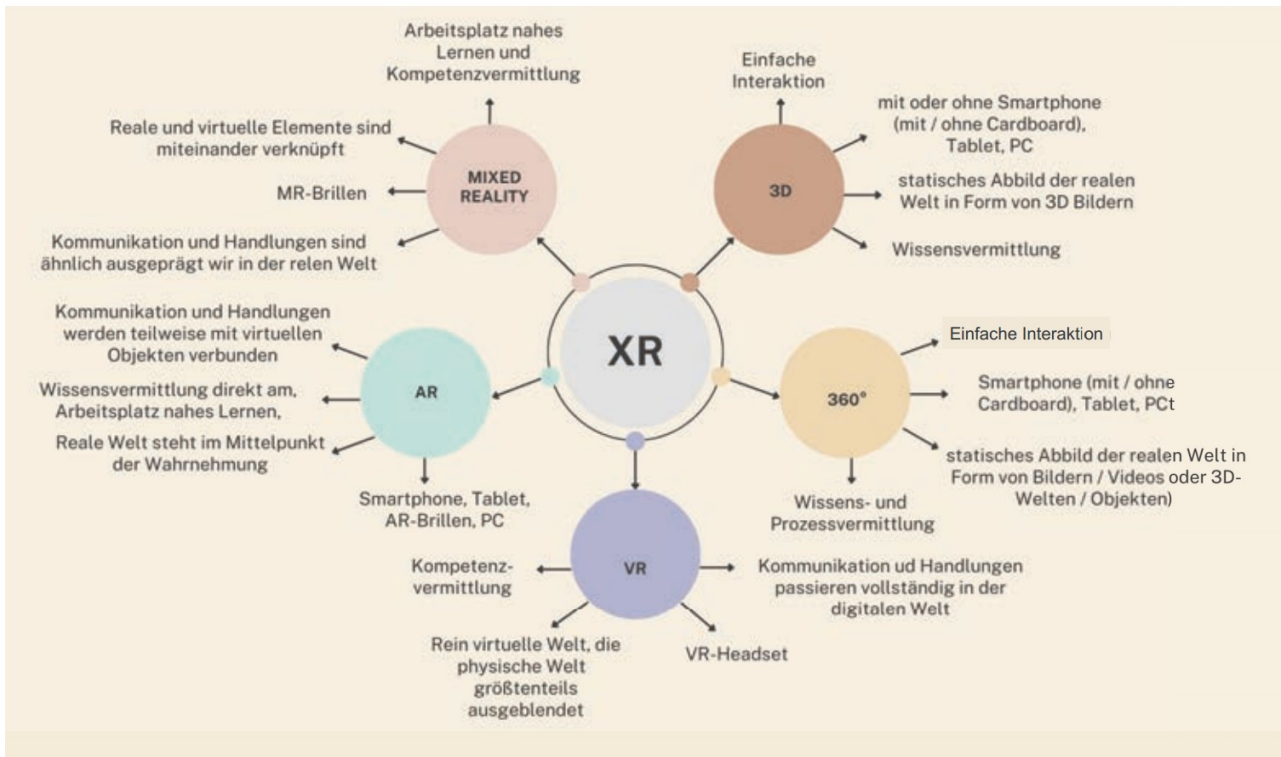 Arbeitsplatz nahes
Lernen und
Kompetenzvermittlung
Reale und virtuelle Elemente sind
miteinander verknüpft
MIXED
REALITY
MR-Brillen
Kommunikation und Handlungen sind
ähnlich ausgeprägt wir in der relen Welt
Einfache
Interaktion
mit oder ohne Smartphone
(mit / ohne Cardboard),
Tablet, PC
3D
statisches Abbild der realen
Welt in Form von 3D Bildern
Wissensvermittlung
XR
Kommunikation und Handlungen
werden teilweise mit virtuellen
Objekten verbunden
AR
Wissensvermittlung direkt am,
Arbeitsplatz nahes Lernen,
Reale Welt steht im Mittelpunkt
der Wahrnehmung
Smartphone, Tablet,
AR-Brillen, PC
Einfache Interaktion
360°
Smartphone (mit / ohne
Cardboard), Tablet, PCt
statisches Abbild der realen Welt in
Form von Bildern / Videos oder 3D-
Welten / Objekten)
Wissens- und
Prozessvermittlung
Kompetenz-
vermittlung
VR
Kommunikation ud Handlungen
passieren vollständig in der
digitalen Welt
Rein virtuelle Welt, die
physische Welt
größtenteils
ausgeblendet
VR-Headset